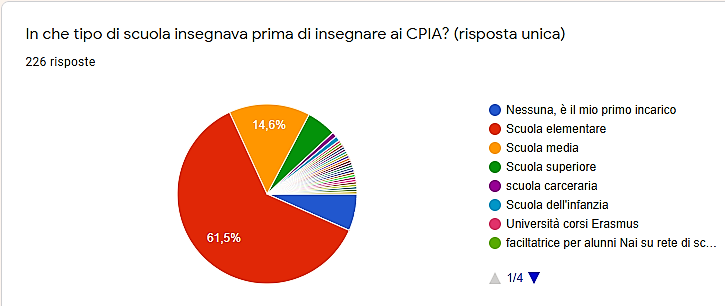 In che tipo di scuola insegnava prima di insegnare ai CPIA? (risposta unica)
226 risposte
14,6%
61,5%
Nessuna, è il mio primo incarico
Scuola elementare
Scuola media
Scuola superiore
scuola carceraria
Scuola dell'infanzia
Università corsi Erasmus
faciltatrice per alunni Nai su rete di sc...
1/4